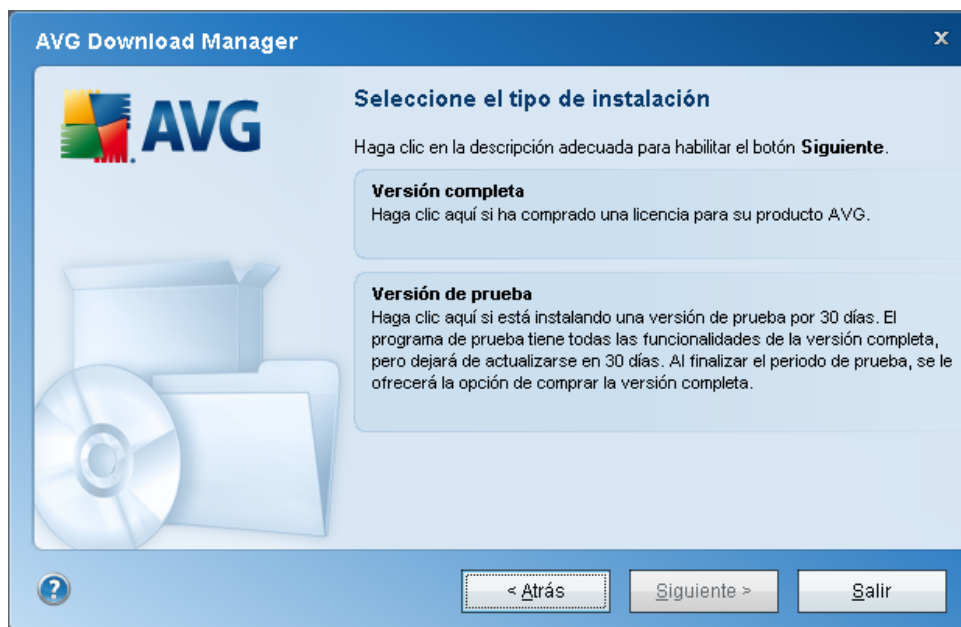 AVG Download Manager
x
AVG
Seleccione el tipo de instalación
Haga clic en la descripción adecuada para habilitar el botón Siguiente.
Versión completa
Haga clic aquí si ha comprado una licencia para su producto AVG.
Versión de prueba
Haga clic aquí si está instalando una versión de prueba por 30 días. El
programa de prueba tiene todas las funcionalidades de la versión completa,
pero dejará de actualizarse en 30 días. Al finalizar el periodo de prueba, se le
ofrecerá la opción de comprar la versión completa.
?
< Atrás
Siguiente >
Salir